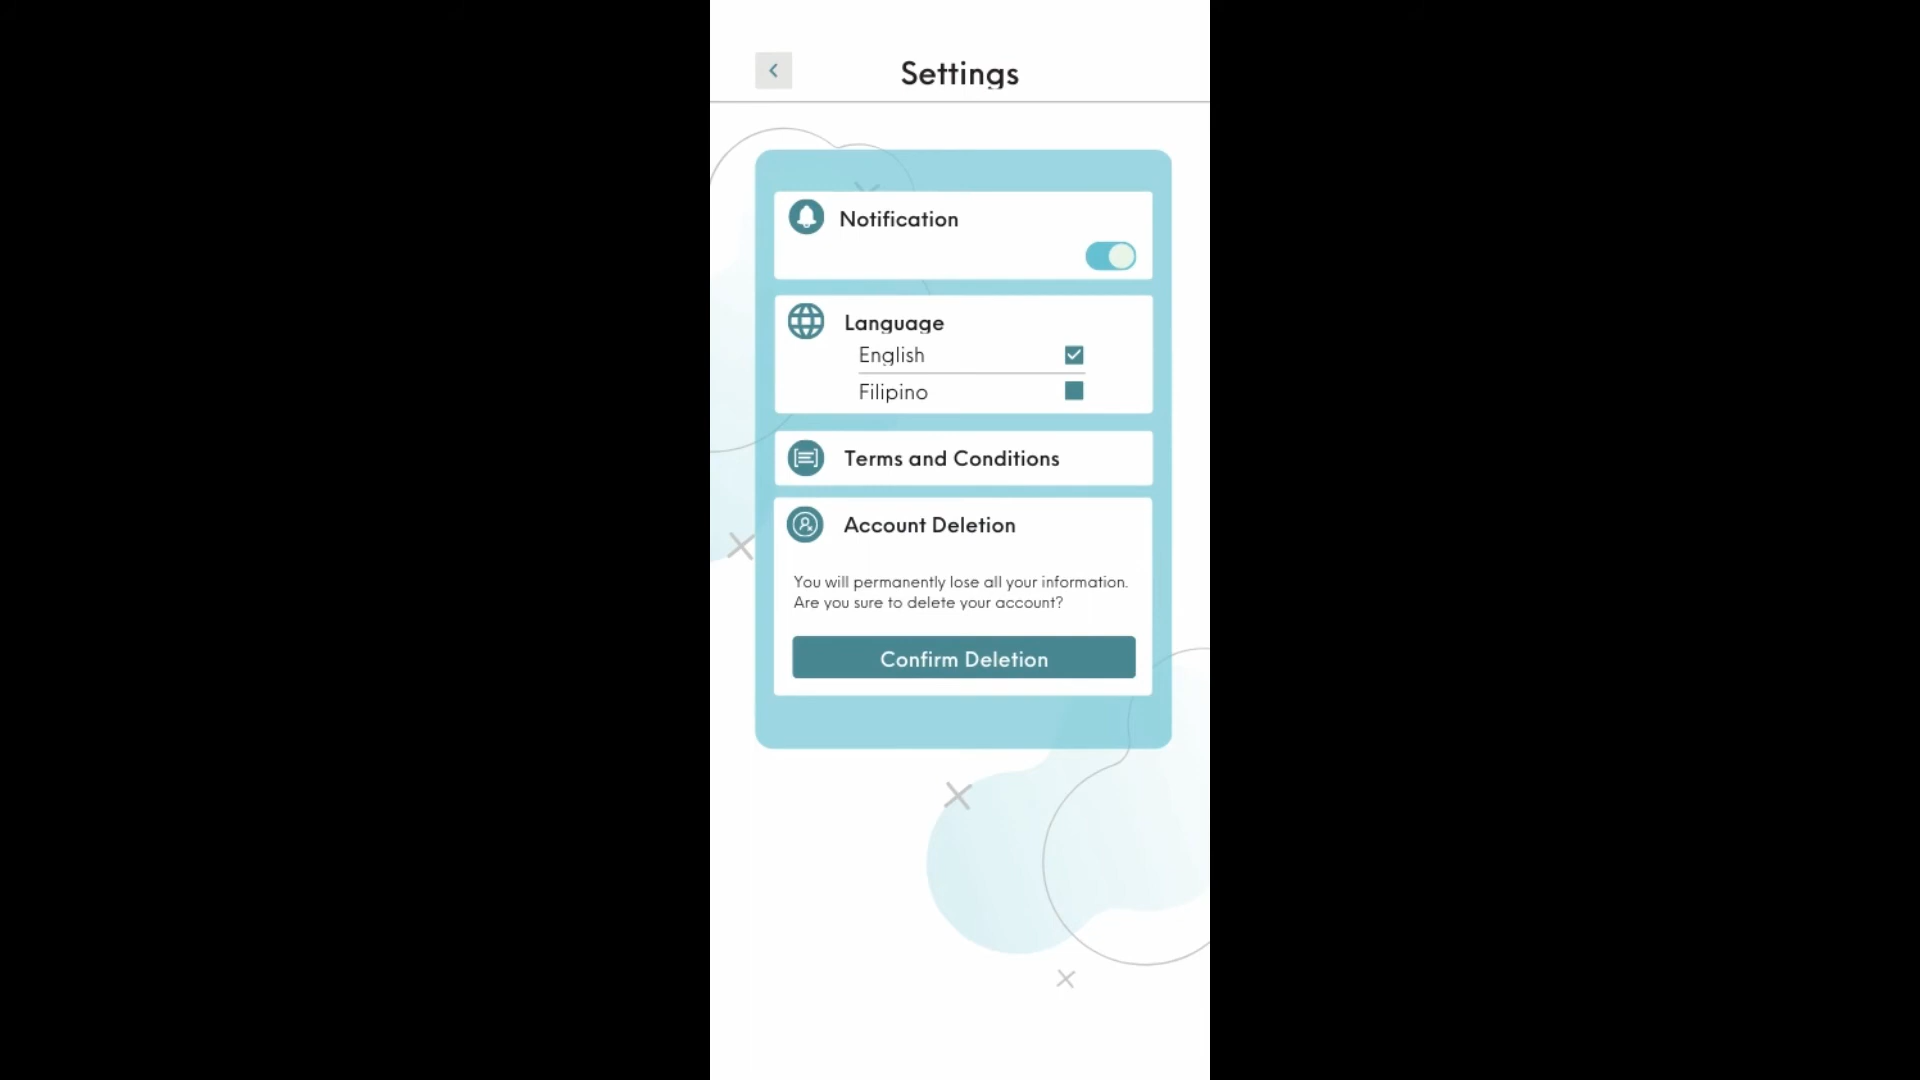 Settings
Notification
Language
English
Filipino
Terms and Conditions
Account Deletion
You will permanently lose all your information.
Are you sure to delete your account?
Confirm Deletion